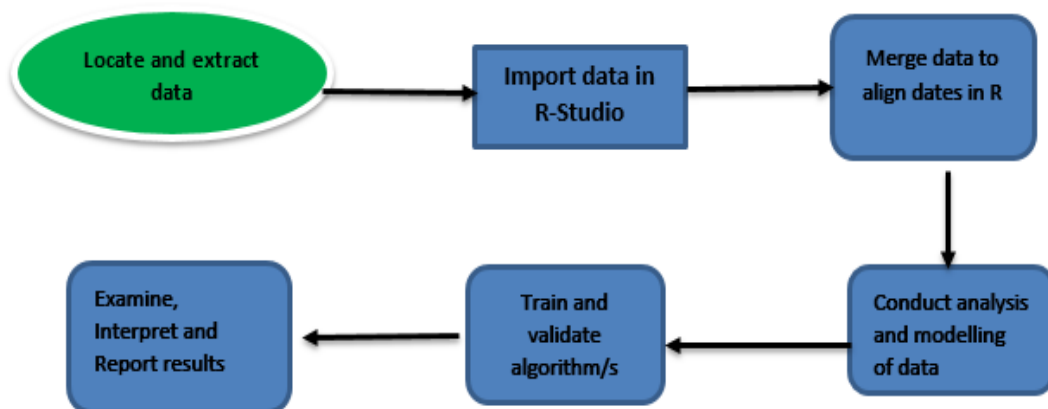 Locate and extract
data
Import data in
R-Studio
Merge data to
align dates in R
Conduct analysis
and modelling
of data
Train and
validate
algorithm/s
Examine,
Interpret and
Report results